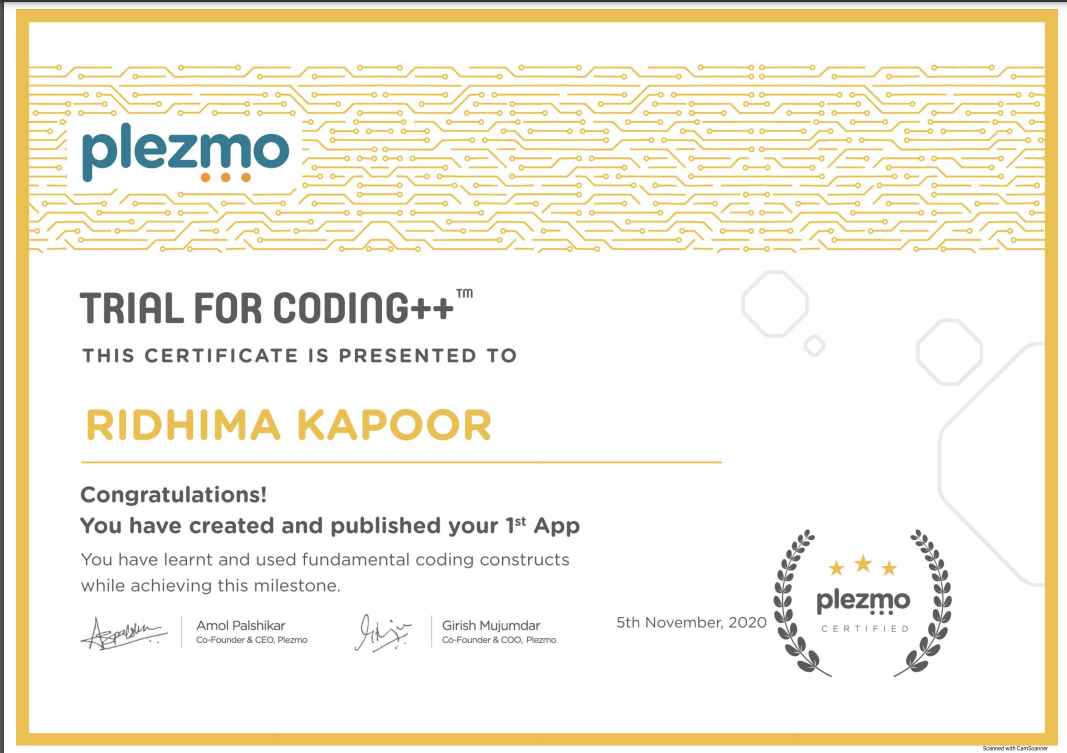 plezmo
TRIAL FOR CODING++™
THIS CERTIFICATE IS PRESENTED TO
RIDHIMA KAPOOR
Congratulations!
You have created and published your 1st App
You have learnt and used fundamental coding constructs
while achieving this milestone.
Amol Palshikar
Co-Founder & CEO, Plezmo
Girish Mujumdar
Co-Founder & COO, Plezmo
5th November, 2020
plezmo
CERTIFIED
Scanned with CamScanner